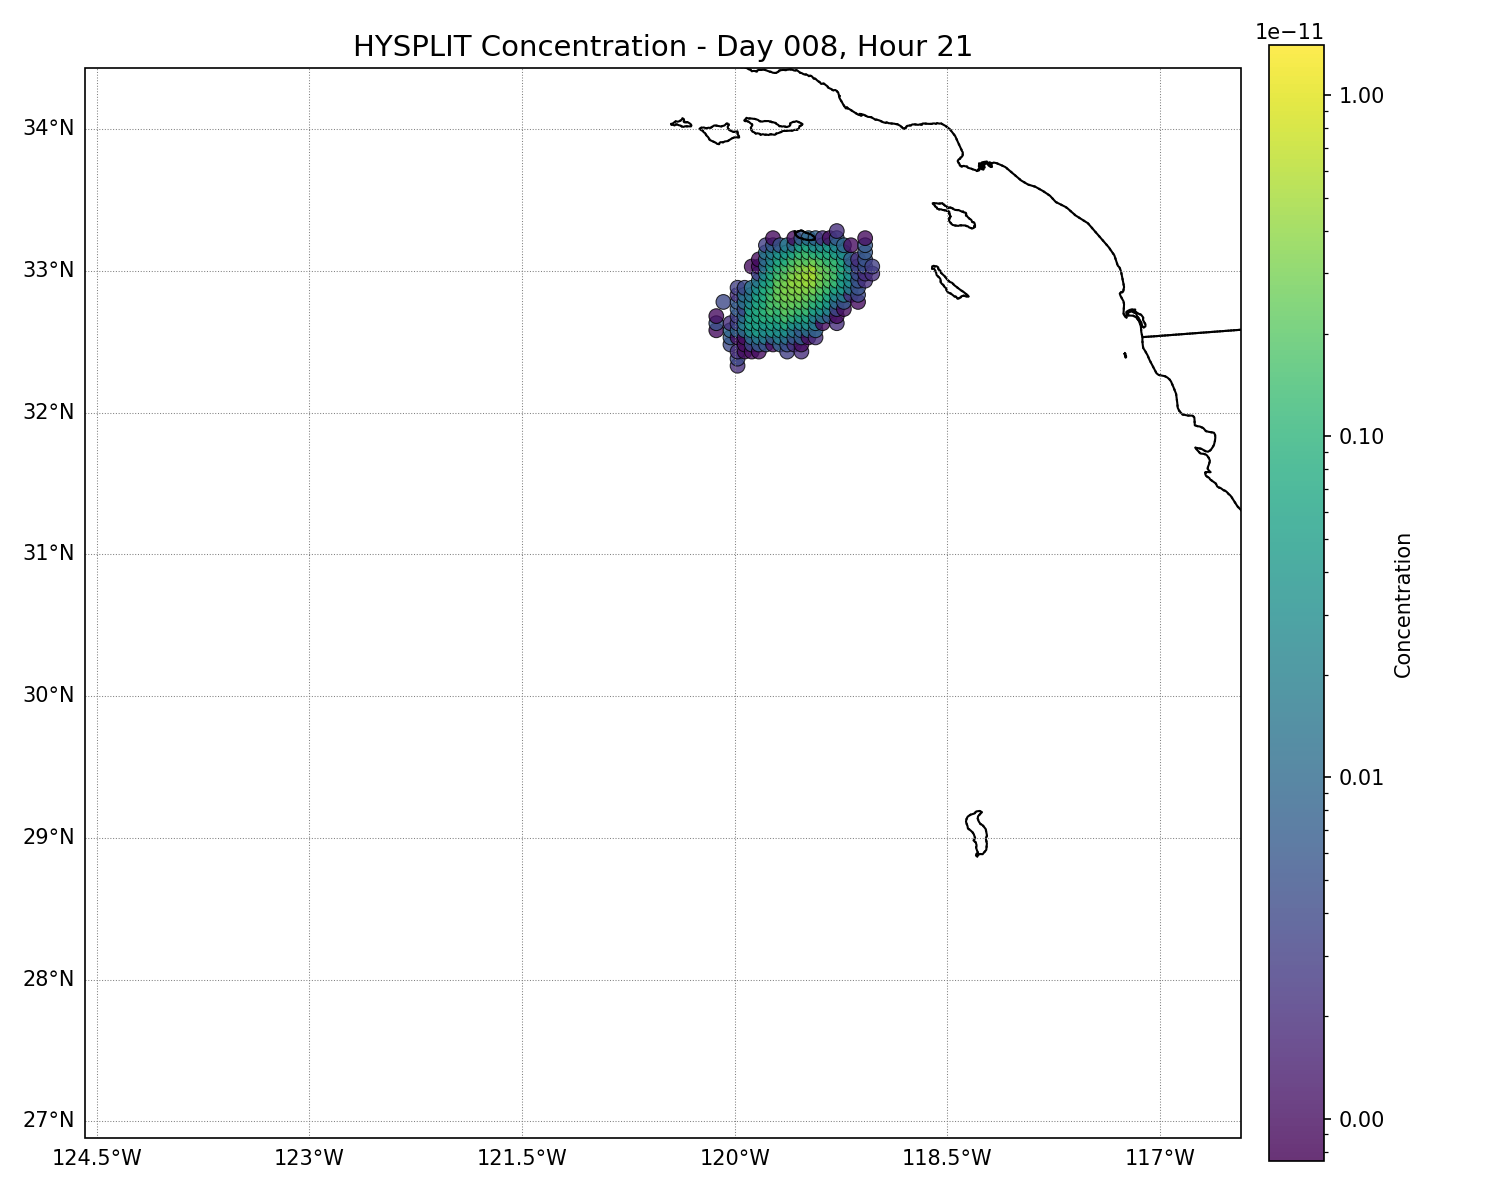 HYSPLIT Concentration - Day 008, Hour 21
1e−11
34°N
33°N
32°N
31°N
30°N
29°N
28°N
27°N
124.5°W
123°W
121.5°W
120°W
118.5°W
117°W
1.00
0.10
0.01
0.00
Concentration